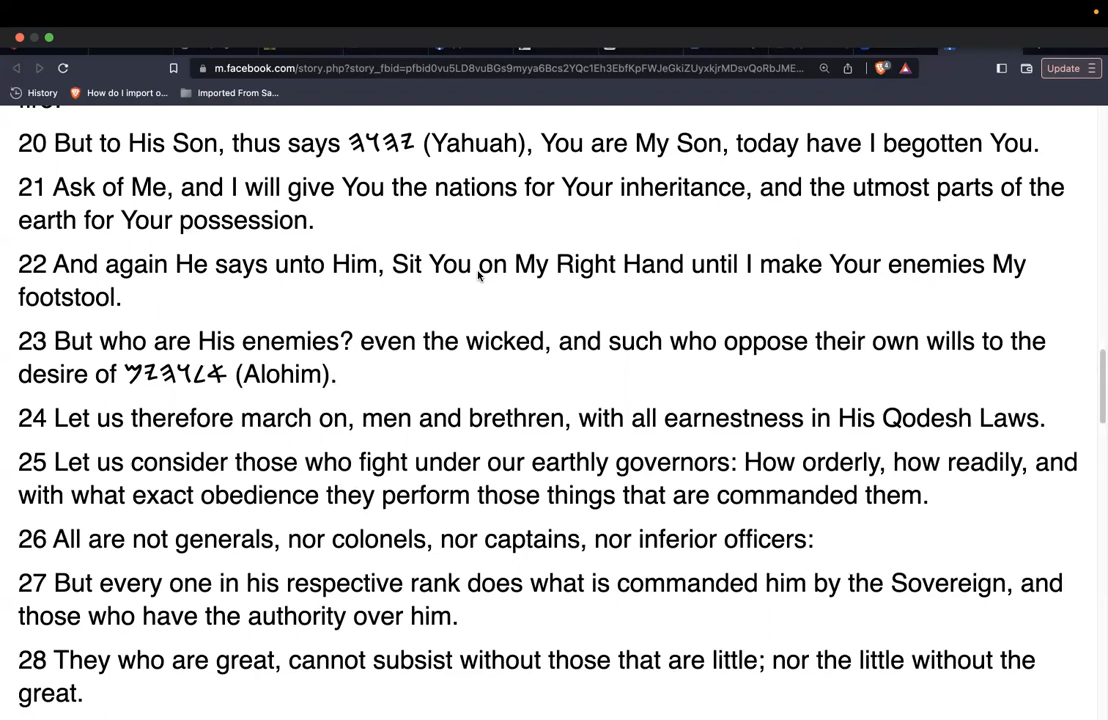 m.facebook.com/story.php?story_fbid=pfbid0vu5LD8vuBGs9myya6Bcs2YQc1Eh3EbfKpFWJeGkiZUyxkjrMDsvQoRbJME...
Update
History
How do I import o...
Imported From Sa...
20 But to His Son, thus says 𐤉𐤄𐤅𐤄 (Yahuah), You are My Son, today have I begotten You.
21 Ask of Me, and I will give You the nations for Your inheritance, and the utmost parts of the
earth for Your possession.
22 And again He says unto Him, Sit You on My Right Hand until I make Your enemies My
footstool.
23 But who are His enemies? even the wicked, and such who oppose their own wills to the
desire of 𐤀𐤋𐤅𐤄𐤉𐤌 (Alohim).
24 Let us therefore march on, men and brethren, with all earnestness in His Qodesh Laws.
25 Let us consider those who fight under our earthly governors: How orderly, how readily, and
with what exact obedience they perform those things that are commanded them.
26 All are not generals, nor colonels, nor captains, nor inferior officers:
27 But every one in his respective rank does what is commanded him by the Sovereign, and
those who have the authority over him.
28 They who are great, cannot subsist without those that are little; nor the little without the
great.